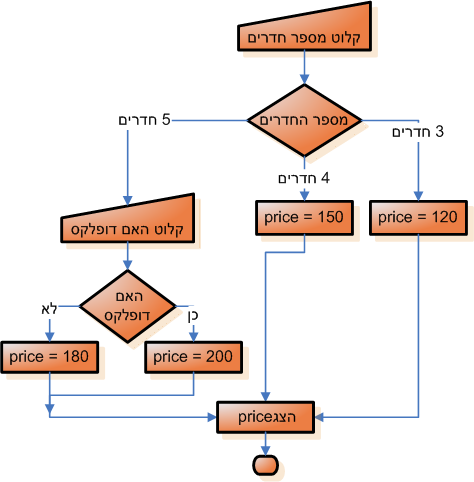 קלוט מספר חדרים
מספר החדרים
5 חדרים
3 חדרים
4 חדרים
price = 150
price = 120
קלוט האם דופלקס
האם
דופלקס
לא
כן
price = 180
price = 200
הצגprice